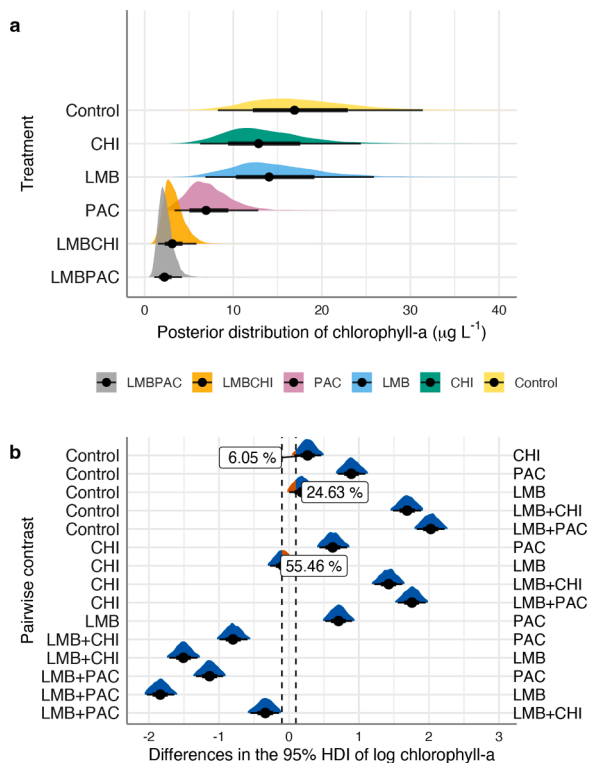 a
Treatment
Control
CHI
LMB
PAC
LMBCHI
LMBPAC
0 10 20 30 40
Posterior distribution of chlorophyll-a (μg L⁻¹)
LMBPAC LMBCHI PAC LMB CHI Control
b
Pairwise contrast
Control CHI
6.05 %
Control PAC
Control 24.63 % LMB
Control LMB+CHI
Control LMB+PAC
CHI PAC
CHI 55.46 % LMB
CHI LMB+CHI
CHI LMB+PAC
LMB PAC
LMB+CHI PAC
LMB+CHI LMB
LMB+PAC PAC
LMB+PAC LMB
LMB+PAC LMB+CHI
-2 -1 0 1 2 3
Differences in the 95% HDI of log chlorophyll-a